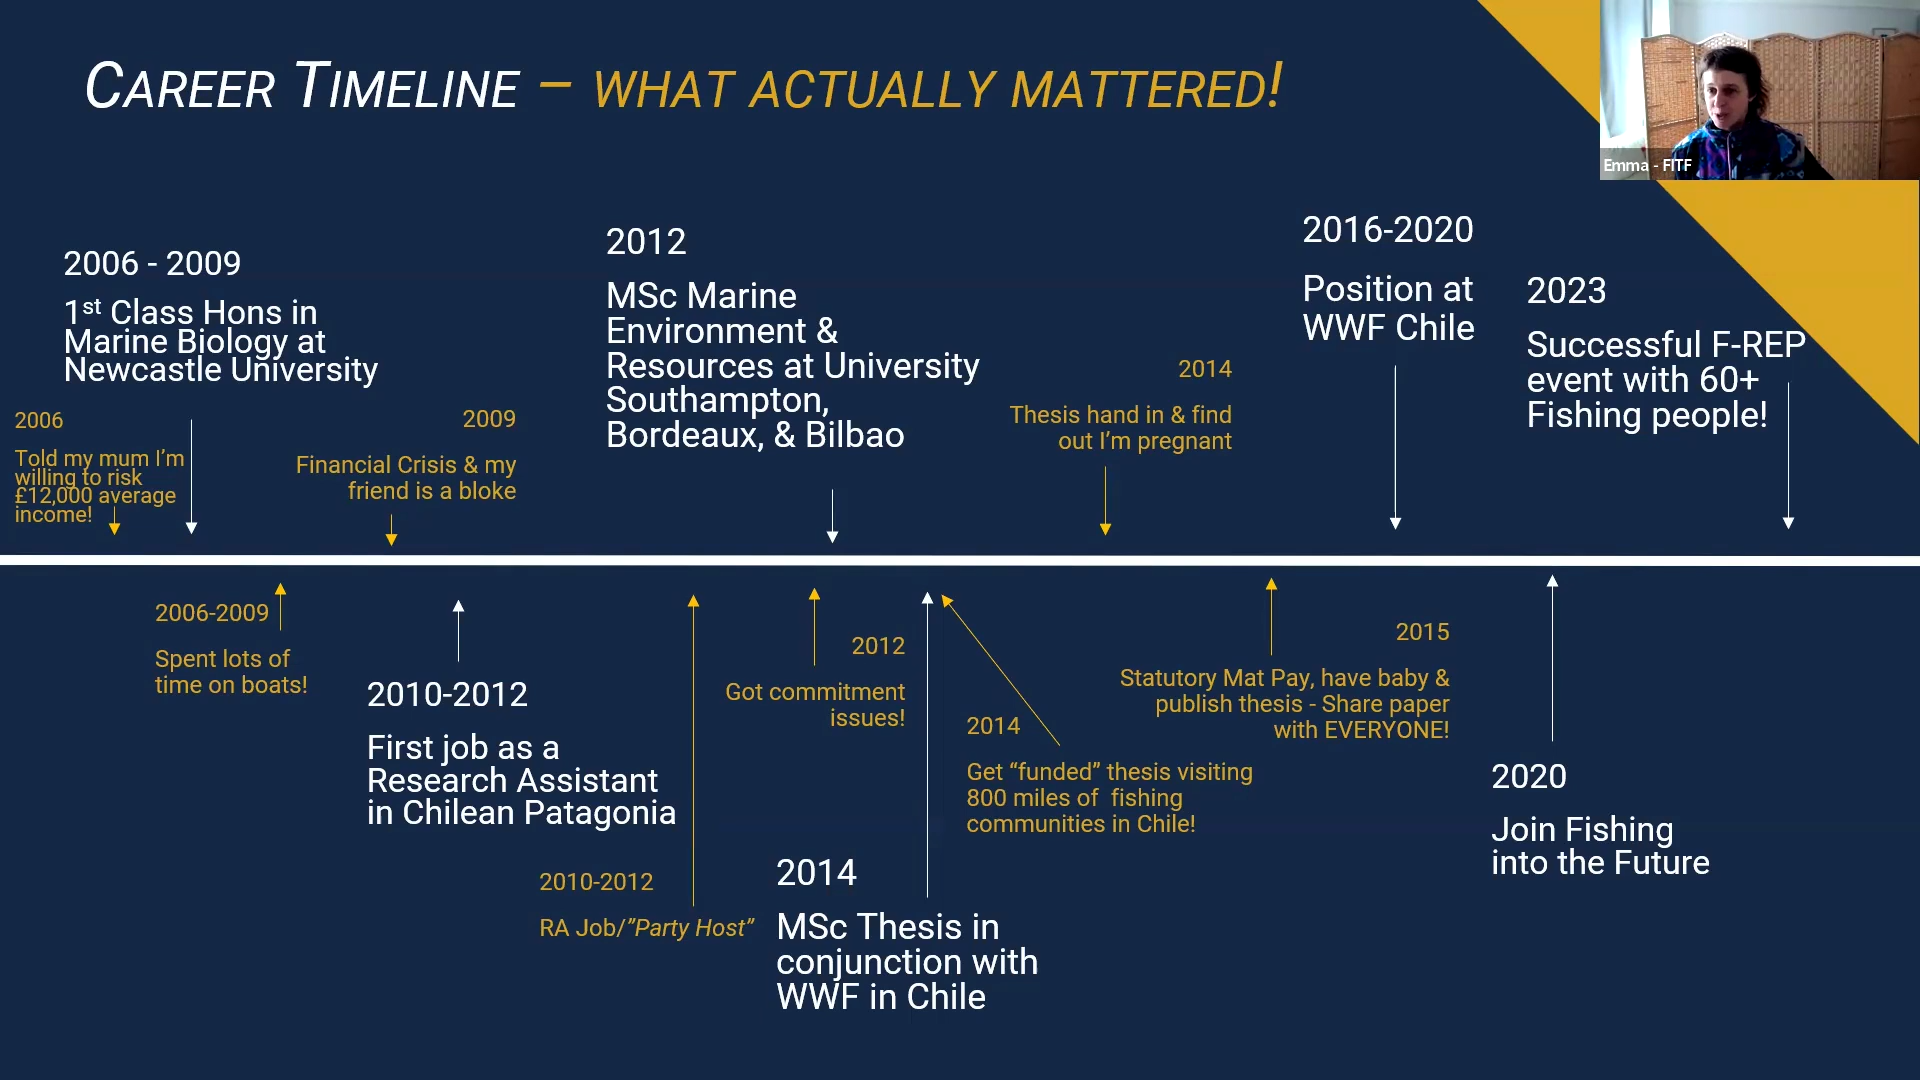 CAREER TIMELINE – WHAT ACTUALLY MATTERED!
Emma - FITF
2006 - 2009
1st Class Hons in
Marine Biology at
Newcastle University
2006
Told my mum I'm
willing to risk
£12,000 average
income!
2009
Financial Crisis & my
friend is a bloke
2012
MSc Marine
Environment &
Resources at University
Southampton,
Bordeaux, & Bilbao
2014
Thesis hand in & find
out I'm pregnant
2016-2020
Position at
WWF Chile
2023
Successful F-REP
event with 60+
Fishing people!
2006-2009
Spent lots of
time on boats!
2010-2012
First job as a
Research Assistant
in Chilean Patagonia
2010-2012
RA Job/”Party Host”
2012
Got commitment
issues!
2014
MSc Thesis in
conjunction with
WWF in Chile
2014
Get “funded” thesis visiting
800 miles of  fishing
communities in Chile!
2015
Statutory Mat Pay, have baby &
publish thesis - Share paper
with EVERYONE!
2020
Join Fishing
into the Future